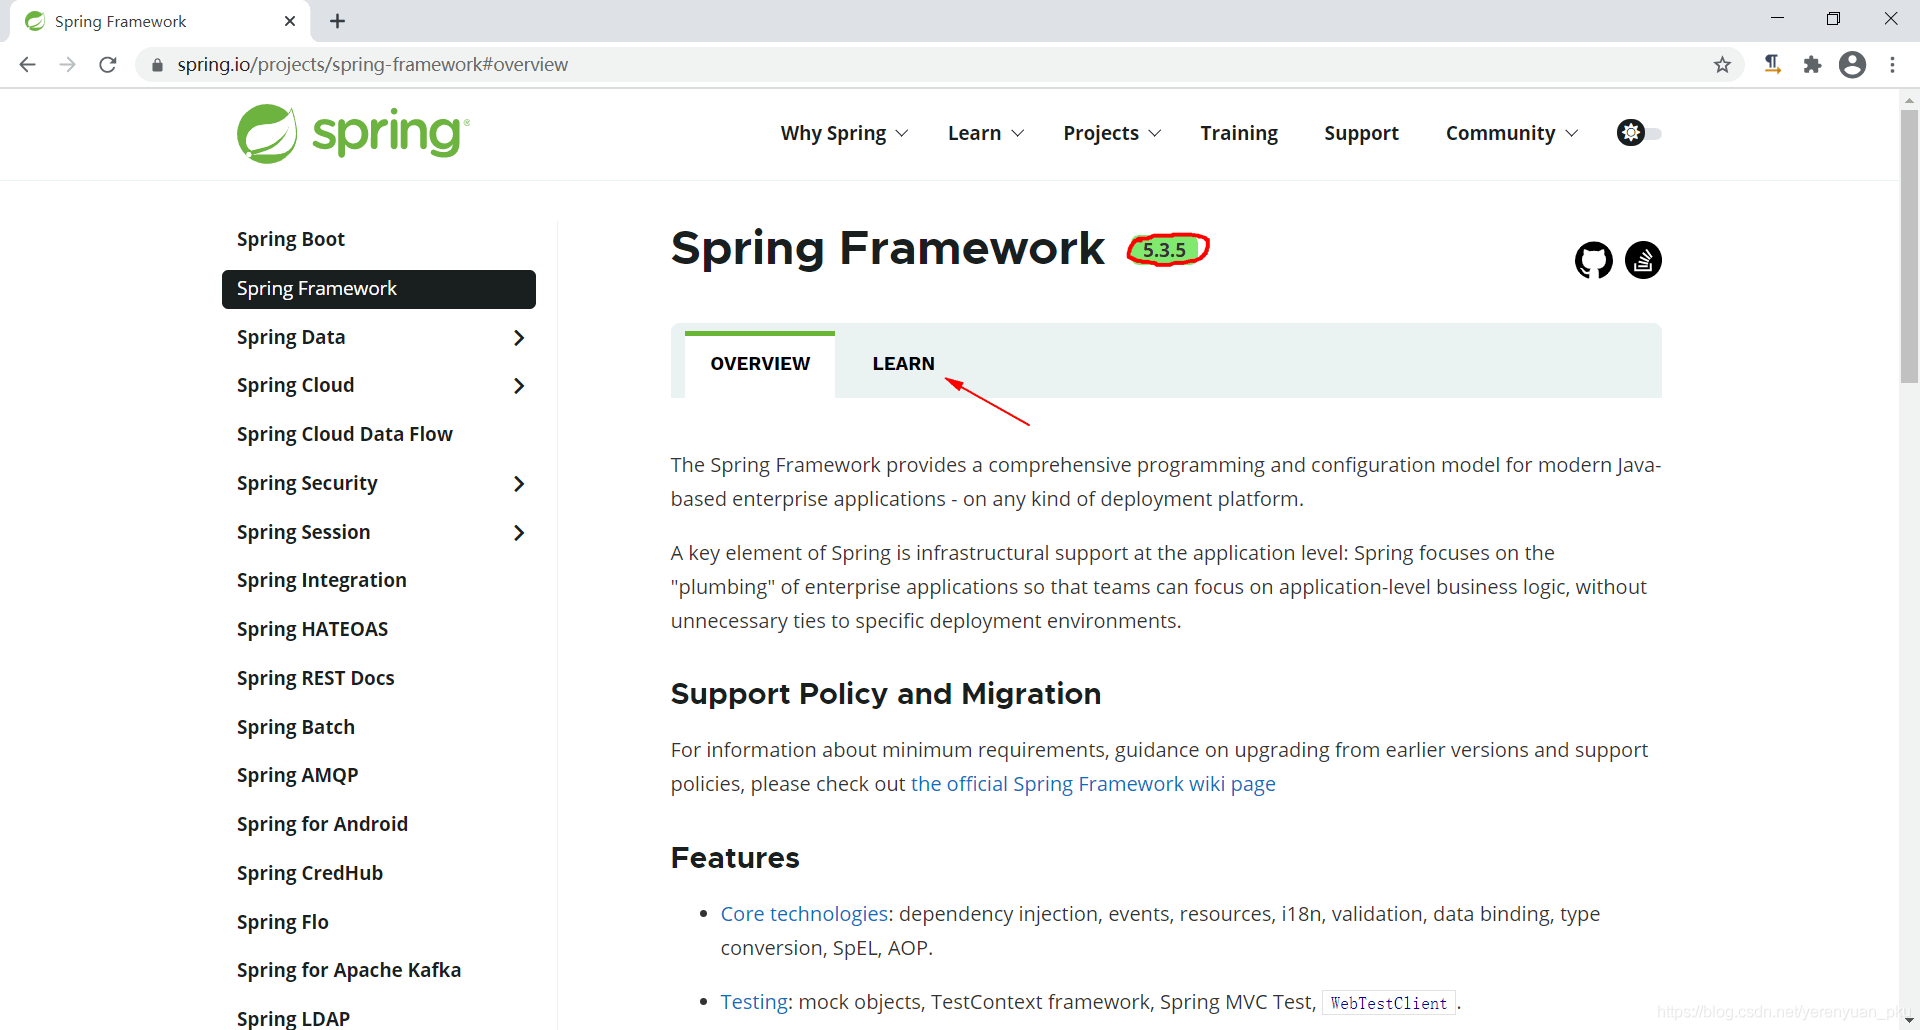 Spring Framework
spring.io/projects/spring-framework#overview
spring
Why Spring
Learn
Projects
Training
Support
Community
Spring Boot
Spring Framework
Spring Data
Spring Cloud
Spring Cloud Data Flow
Spring Security
Spring Session
Spring Integration
Spring HATEOAS
Spring REST Docs
Spring Batch
Spring AMQP
Spring for Android
Spring CredHub
Spring Flo
Spring for Apache Kafka
Spring LDAP
Spring Framework 5.3.5
OVERVIEW
LEARN
The Spring Framework provides a comprehensive programming and configuration model for modern Java-
based enterprise applications - on any kind of deployment platform.
A key element of Spring is infrastructural support at the application level: Spring focuses on the
"plumbing" of enterprise applications so that teams can focus on application-level business logic, without
unnecessary ties to specific deployment environments.
Support Policy and Migration
For information about minimum requirements, guidance on upgrading from earlier versions and support
policies, please check out the official Spring Framework wiki page
Features
• Core technologies: dependency injection, events, resources, i18n, validation, data binding, type
conversion, SpEL, AOP.
• Testing: mock objects, TestContext framework, Spring MVC Test, WebTestClient.
https://blog.csdn.net/yerenyuan_pku